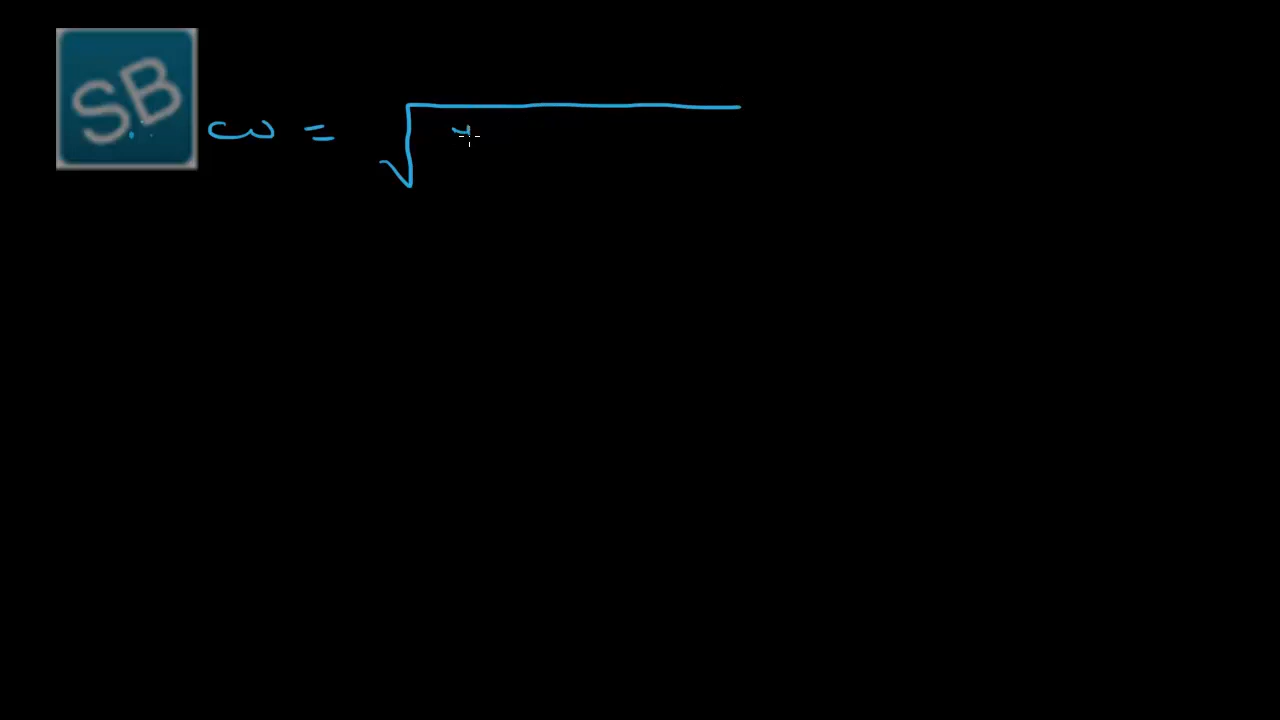 SB
ω = √